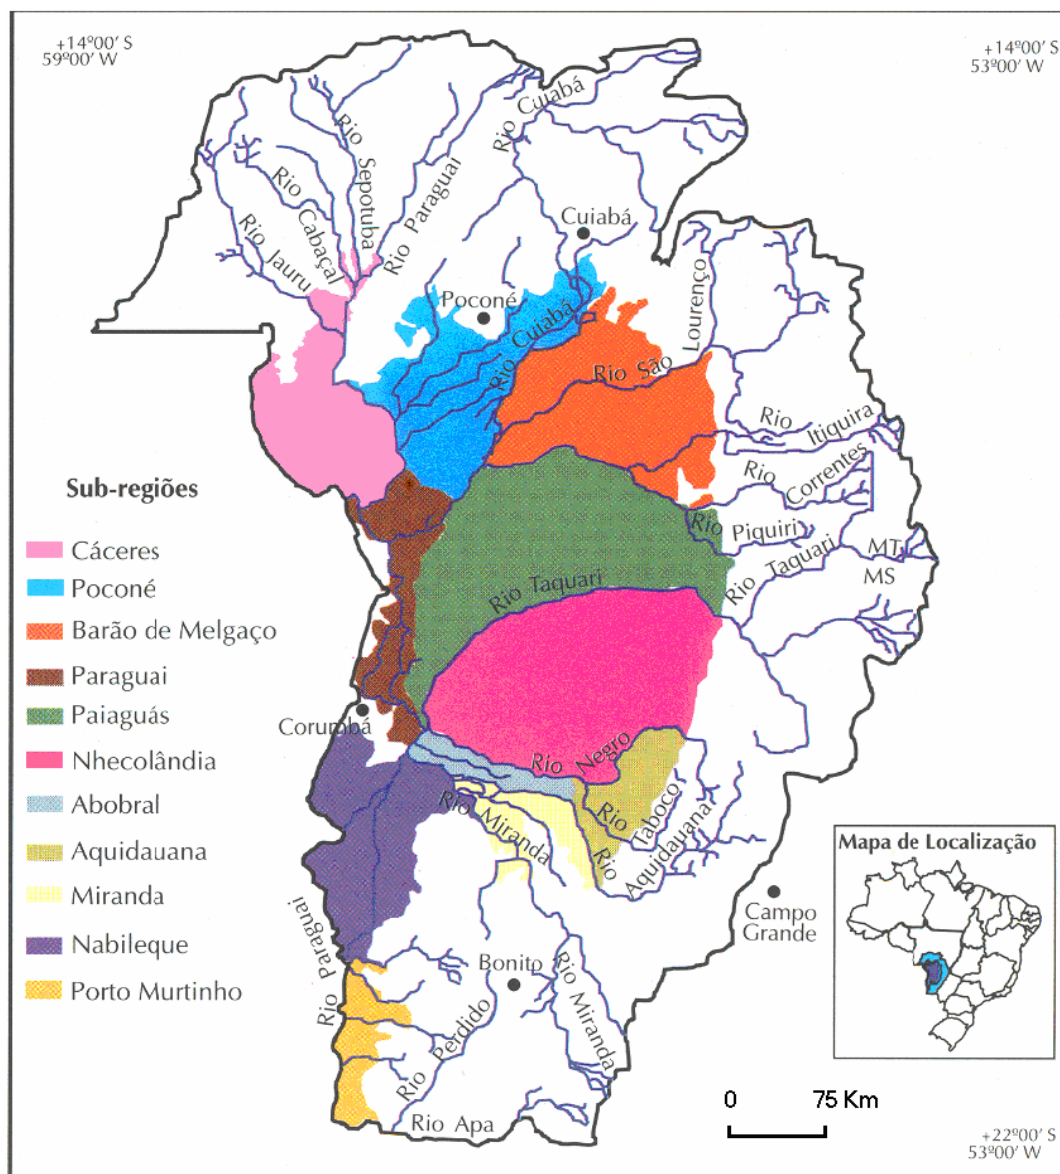 +14º00' S
59º00' W
+14º00' S
53º00' W
Rio Cuiabá
Rio Cuiabá
Rio Sepotuba
Rio Paraguai
Rio Cabaçal
Rio Jauru
Cuiabá
Poconé
Rio Cuiabá
Rio São Lourenço
Rio Itiquira
Rio Correntes
Rio Piquiri
Rio Taquari
MT
MS
Rio Taquari
Sub-regiões
Cáceres
Poconé
Barão de Melgaço
Paraguai
Paiaguás
Nhecolândia
Abobral
Aquidauana
Miranda
Nabileque
Porto Murtinho
Corumbá
Rio Negro
Rio Taboco
Rio Aquidauana
Rio Miranda
Campo
Grande
Rio Paraguai
Bonito
Rio Miranda
Rio Perdido
Rio Apa
Mapa de Localização
0 75 Km
+22º00' S
53º00' W